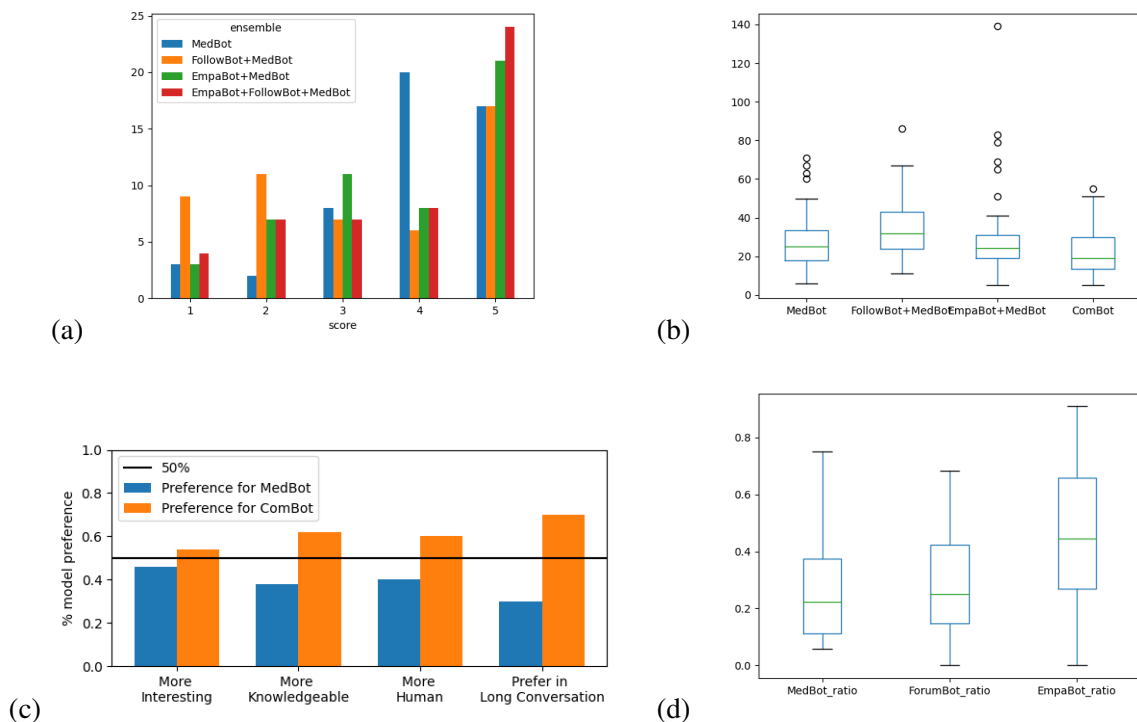 25
20
15
10
5
0
ensemble
MedBot
FollowBot+MedBot
EmpaBot+MedBot
EmpaBot+FollowBot+MedBot
1 2 3 4 5
score
(a)
140
120
100
80
60
40
20
0
MedBot FollowBot+MedBot EmpaBot+MedBot ComBot
(b)
% model preference
1.0
0.8
0.6
0.4
0.2
0.0
50%
Preference for MedBot
Preference for ComBot
More Interesting
More Knowledgeable
More Human
Prefer in Long Conversation
(c)
0.8
0.6
0.4
0.2
0.0
MedBot_ratio ForumBot_ratio EmpaBot_ratio
(d)